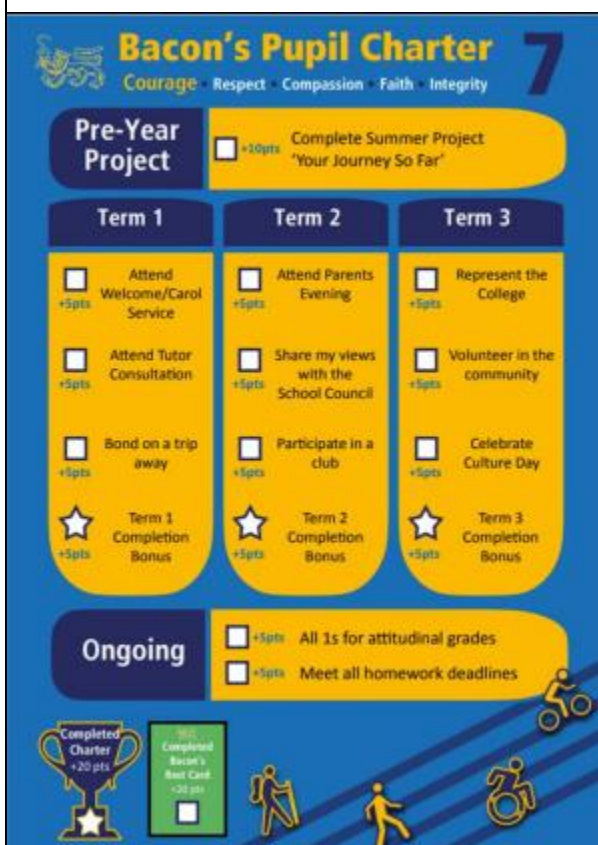 Bacon's Pupil Charter
7
Courage • Respect • Compassion • Faith • Integrity
Pre-Year
Project
+10pts
Complete Summer Project
'Your Journey So Far'
Term 1
+5pts
Attend
Welcome/Carol
Service
+5pts
Attend Tutor
Consultation
+5pts
Bond on a trip
away
+5pts
Term 1
Completion
Bonus
Term 2
+5pts
Attend Parents
Evening
+5pts
Share my views
with the
School Council
+5pts
Participate in a
club
+5pts
Term 2
Completion
Bonus
Term 3
+5pts
Represent the
College
+5pts
Volunteer in the
community
+5pts
Celebrate
Culture Day
+5pts
Term 3
Completion
Bonus
Ongoing
+5pts All 1s for attitudinal grades
+5pts Meet all homework deadlines
Completed
Charter
+20 pts
Completed
Bacon's
Best Card
+20 pts